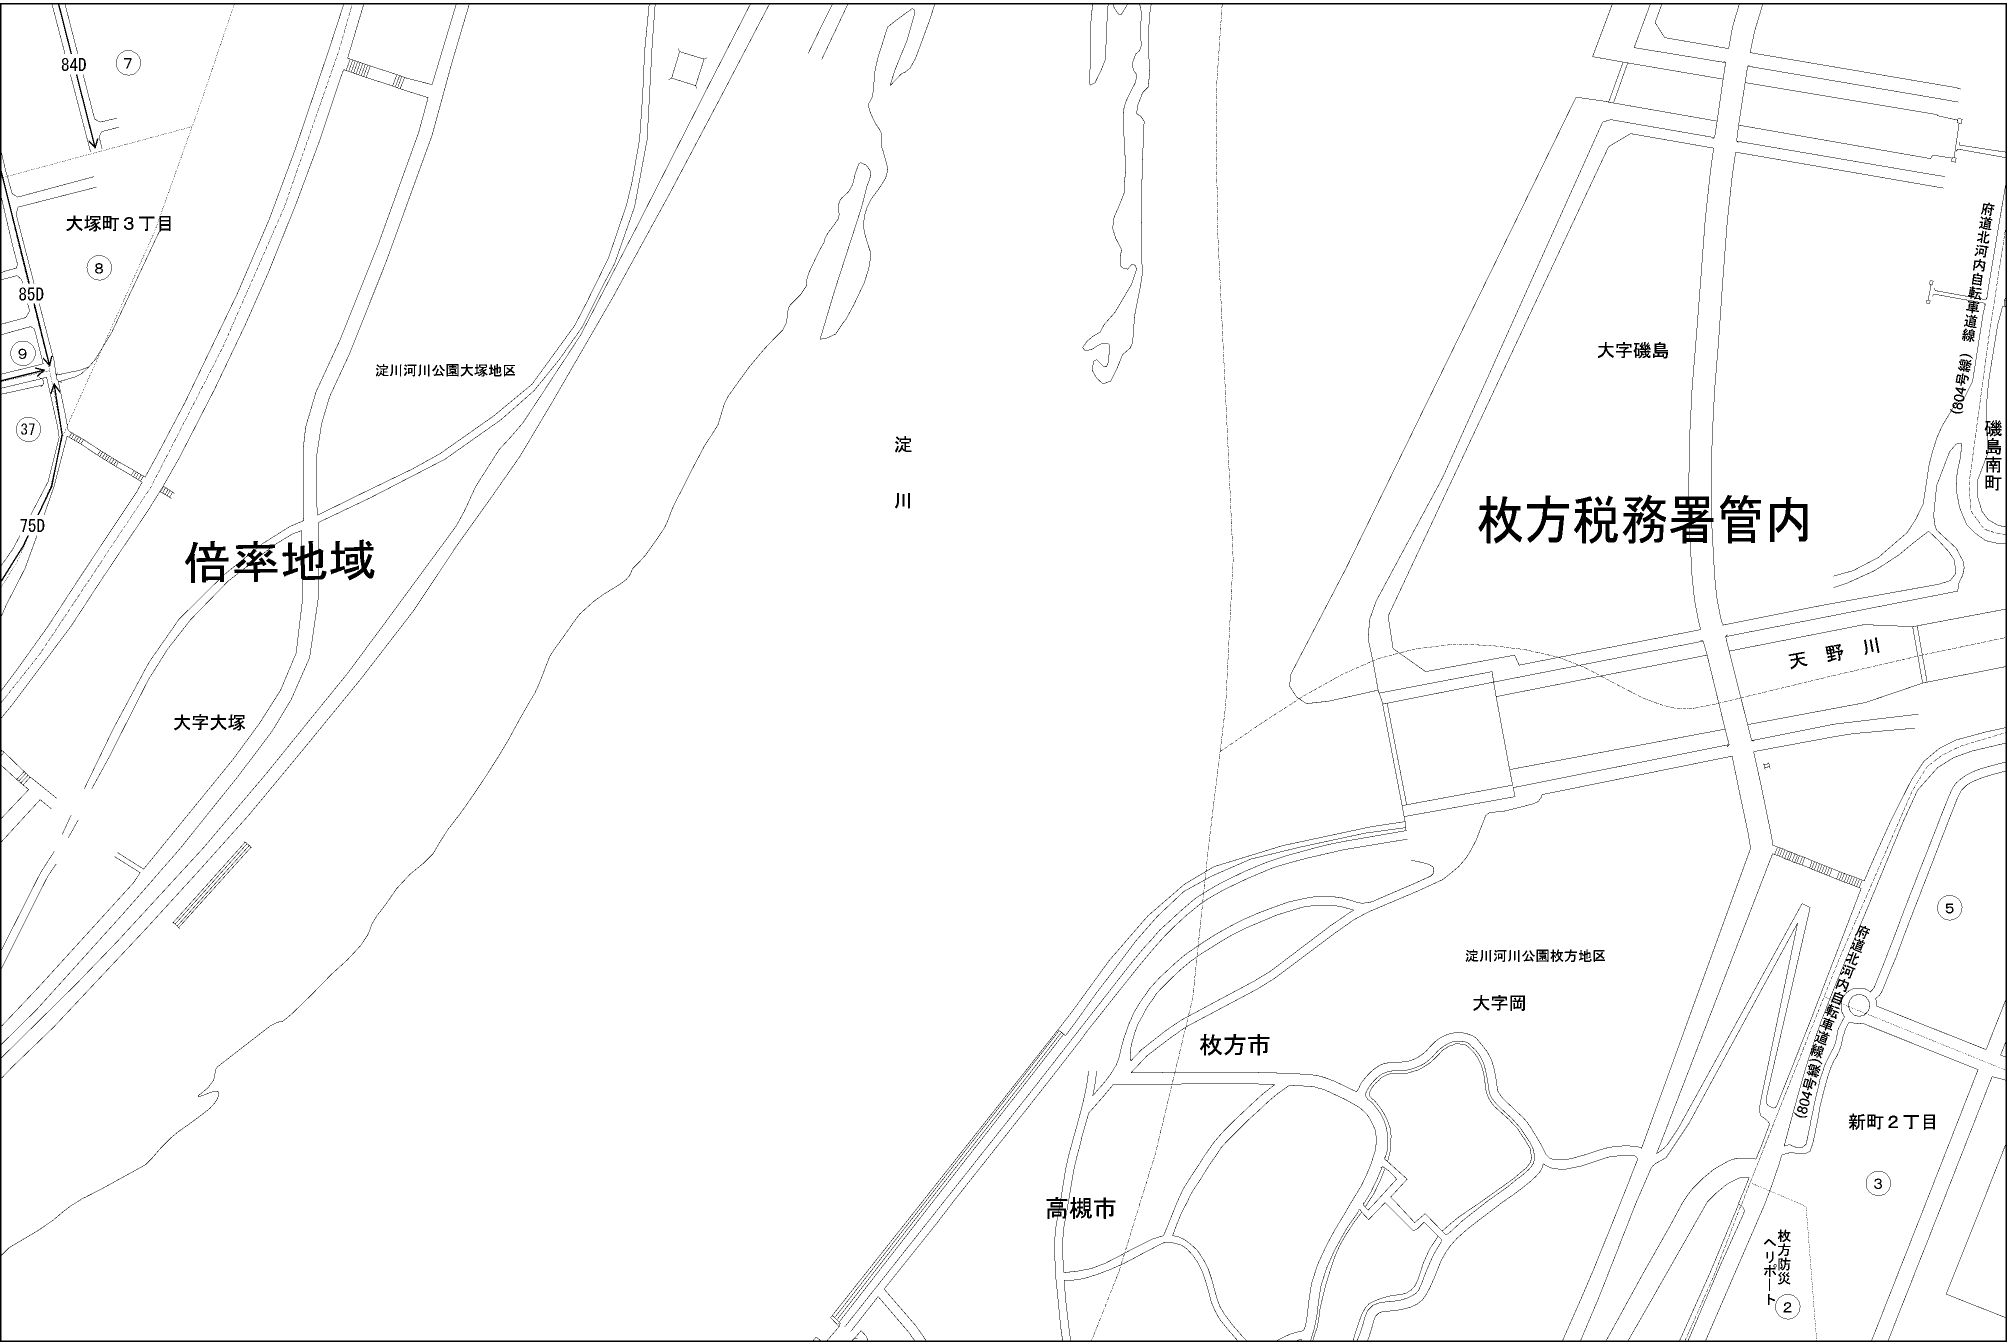 84D
7
大塚町３丁目
8
85D
9
37
75D
淀川河川公園大塚地区
倍率地域
大字大塚
淀川
大字磯島
府道北河内自転車道線(804号線)
磯島南町
枚方税務署管内
天野川
5
淀川河川公園枚方地区
大字岡
府道北河内自転車道線(804号線)
枚方市
新町２丁目
3
高槻市
枚方防災
ヘリポート
2